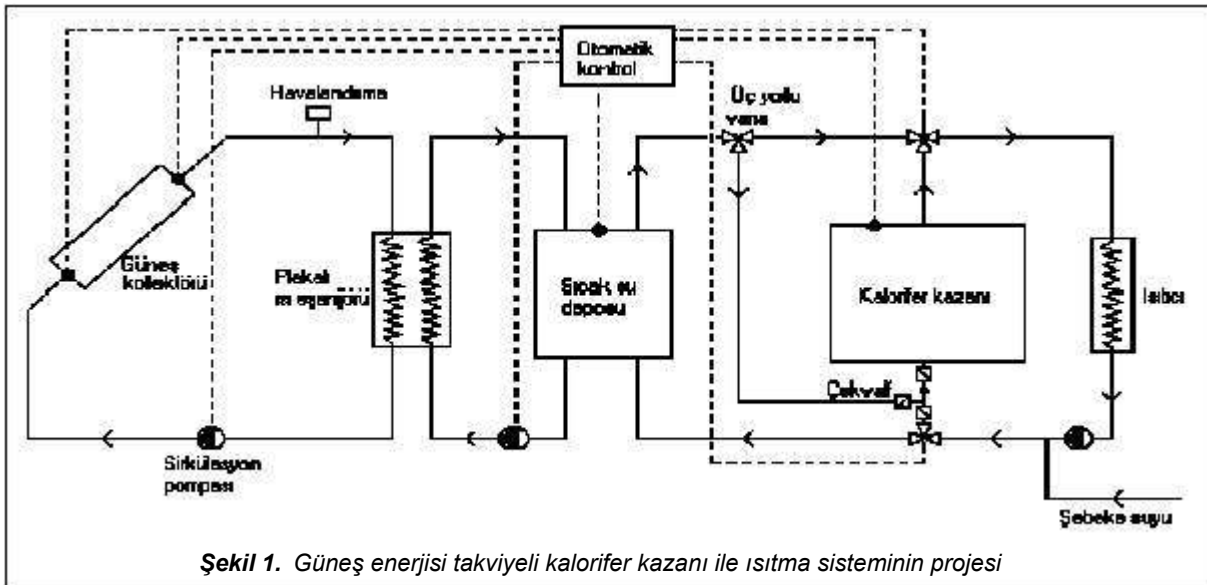 Otomatik
kontrol
Havalandırma
Üç yollu
vana
Güneş
kollektörü
Plakalı
ısı eşanjörü
Sıcak su
deposu
Kalorifer kazanı
Isıtıcı
Çekvalf
Sirkülasyon
pompası
Şebeke suyu
Şekil 1. Güneş enerjisi takviyeli kalorifer kazanı ile ısıtma sisteminin projesi